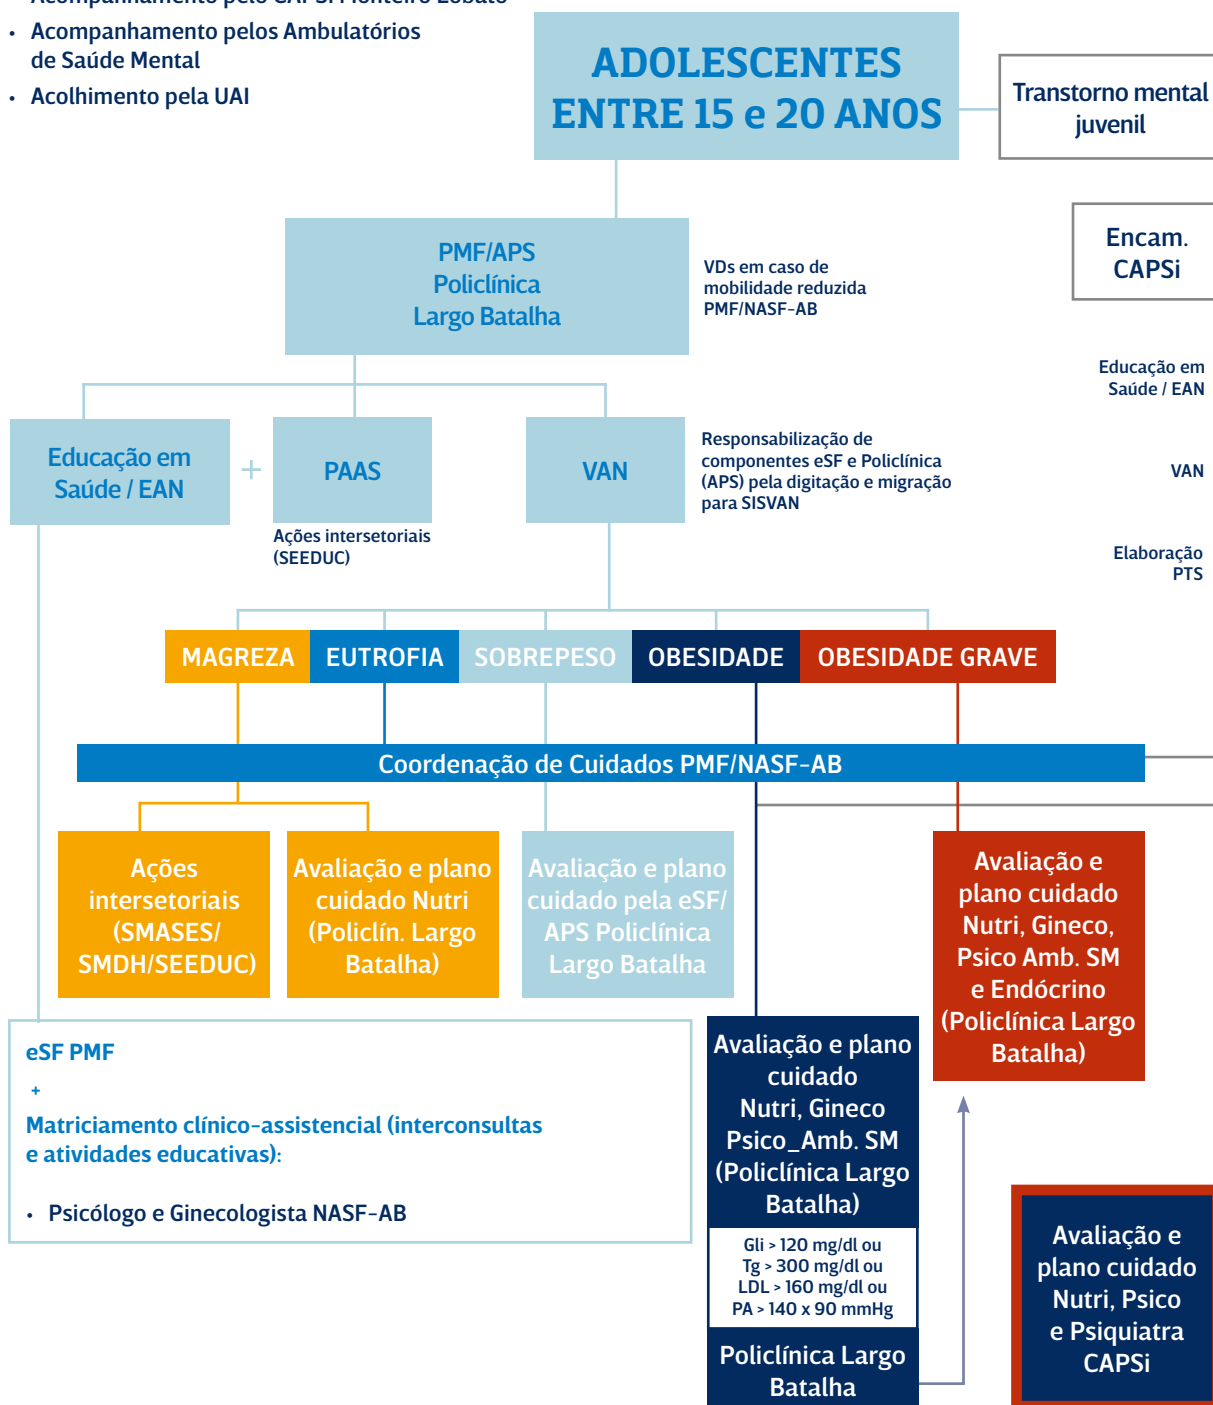 Acompanhamento pelo CAPSi Monteiro Lobato
• Acompanhamento pelos Ambulatórios
de Saúde Mental
• Acolhimento pela UAI
ADOLESCENTES
ENTRE 15 e 20 ANOS
Transtorno mental
juvenil
PMF/APS
Policlínica
Largo Batalha
VDs em caso de
mobilidade reduzida
PMF/NASF-AB
Encam.
CAPSi
Educação em
Saúde / EAN
Educação em
Saúde / EAN
+
PAAS
VAN
Responsabilização de
componentes eSF e Policlínica
(APS) pela digitação e migração
para SISVAN
VAN
Ações intersetoriais
(SEEDUC)
Elaboração
PTS
MAGREZA
EUTROFIA
SOBREPESO
OBESIDADE
OBESIDADE GRAVE
Coordenação de Cuidados PMF/NASF-AB
Ações
intersetoriais
(SMASES/
SMDH/SEEDUC)
Avaliação e plano
cuidado Nutri
(Policlín. Largo
Batalha)
Avaliação e plano
cuidado pela eSF/
APS Policlínica
Largo Batalha
Avaliação e
plano cuidado
Nutri, Gineco,
Psico Amb. SM
e Endócrino
(Policlínica Largo
Batalha)
eSF PMF
+
Matriciamento clínico-assistencial (interconsultas
e atividades educativas):
• Psicólogo e Ginecologista NASF-AB
Avaliação e plano
cuidado
Nutri, Gineco
Psico_Amb. SM
(Policlínica Largo
Batalha)
Gli > 120 mg/dl ou
Tg > 300 mg/dl ou
LDL > 160 mg/dl ou
PA > 140 x 90 mmHg
Policlínica Largo
Batalha
Avaliação e
plano cuidado
Nutri, Psico
e Psiquiatra
CAPSi